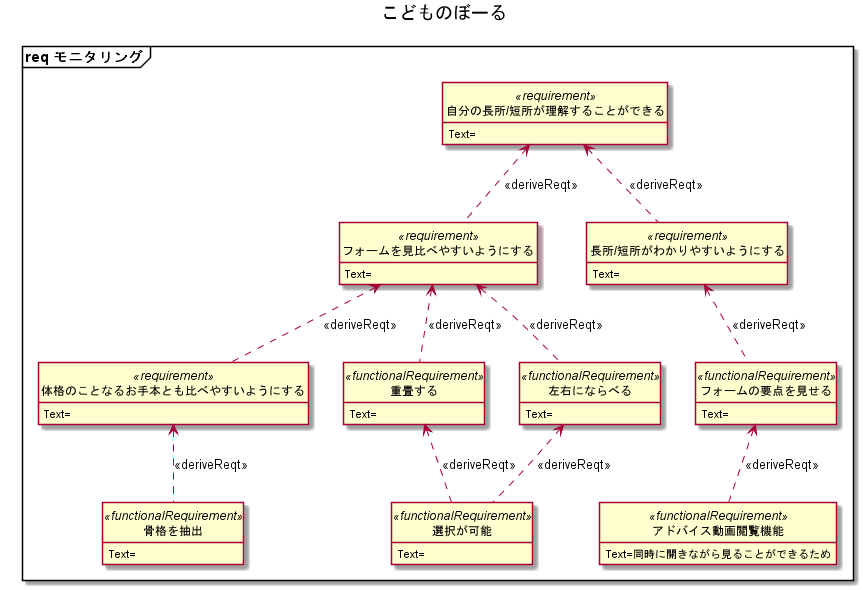 こどものぼーる
req モニタリング
«requirement»
自分の長所/短所が理解することができる
Text=
«deriveReqt»
«deriveReqt»
«requirement»
フォームを見比べやすいようにする
Text=
«requirement»
長所/短所がわかりやすいようにする
Text=
«deriveReqt»
«deriveReqt»
«deriveReqt»
«deriveReqt»
«requirement»
体格のことなるお手本とも比べやすいようにする
Text=
«functionalRequirement»
重畳する
Text=
«functionalRequirement»
左右にならべる
Text=
«functionalRequirement»
フォームの要点を見せる
Text=
«deriveReqt»
«deriveReqt»
«deriveReqt»
«deriveReqt»
«functionalRequirement»
骨格を抽出
Text=
«functionalRequirement»
選択が可能
Text=
«functionalRequirement»
アドバイス動画閲覧機能
Text=同時に開きながら見ることができるため